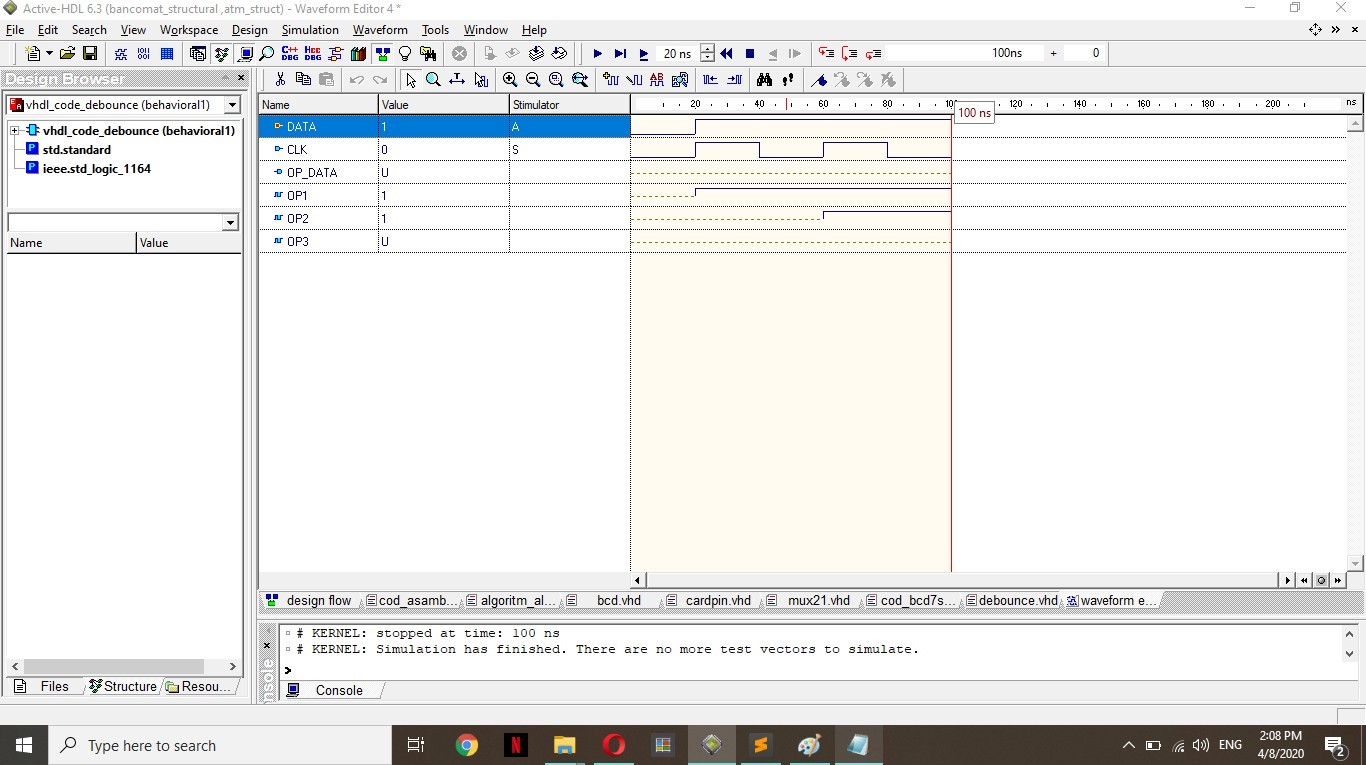 Active-HDL 6.3 (bancomat_structural ,atm_struct) - Waveform Editor 4 *
File Edit Search View Workspace Design Simulation Waveform Tools Window Help
20 ns 100ns + 0
Design Browser
vhdl_code_debounce (behavioral1)
vhdl_code_debounce (behavioral1)
std.standard
ieee.std_logic_1164
Name Value
Files Structure Resou...
Name Value Stimulator 20 40 60 80 100 120 140 160 180 200 ns
100 ns
DATA 1 A
CLK 0 S
OP_DATA U
OP1 1
OP2 1
OP3 U
design flow cod_asamb... algoritm_al... bcd.vhd cardpin.vhd mux21.vhd cod_bcd7s... debounce.vhd waveform e...
# KERNEL: stopped at time: 100 ns
# KERNEL: Simulation has finished. There are no more test vectors to simulate.
>
Console
Type here to search
ENG
2:08 PM
4/8/2020
2